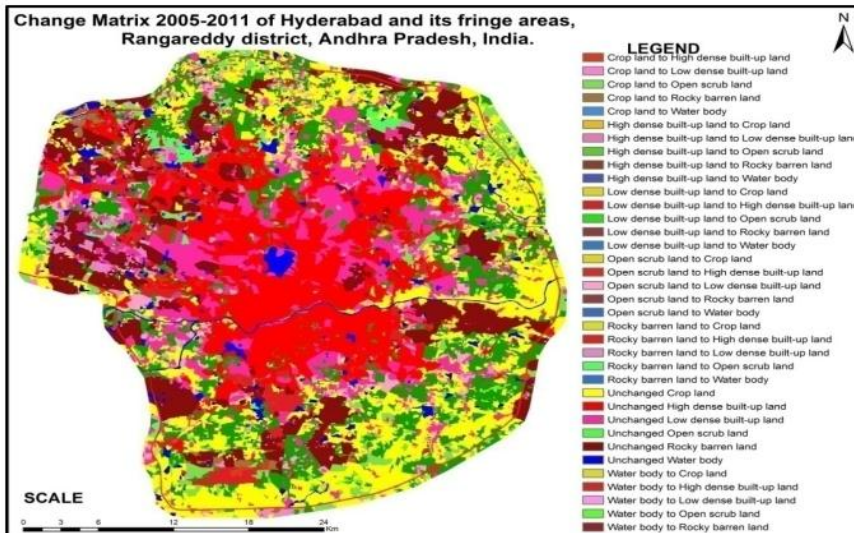 Change Matrix 2005-2011 of Hyderabad and its fringe areas,
Rangareddy district, Andhra Pradesh, India.
N
LEGEND
Crop land to High dense built-up land
Crop land to Low dense built-up land
Crop land to Open scrub land
Crop land to Rocky barren land
Crop land to Water body
High dense built-up land to Crop land
High dense built-up land to Low dense built-up land
High dense built-up land to Open scrub land
High dense built-up land to Rocky barren land
High dense built-up land to Water body
Low dense built-up land to Crop land
Low dense built-up land to High dense built-up land
Low dense built-up land to Open scrub land
Low dense built-up land to Rocky barren land
Low dense built-up land to Water body
Open scrub land to Crop land
Open scrub land to High dense built-up land
Open scrub land to Low dense built-up land
Open scrub land to Rocky barren land
Open scrub land to Water body
Rocky barren land to Crop land
Rocky barren land to High dense built-up land
Rocky barren land to Low dense built-up land
Rocky barren land to Open scrub land
Rocky barren land to Water body
Unchanged Crop land
Unchanged High dense built-up land
Unchanged Low dense built-up land
Unchanged Open scrub land
Unchanged Rocky barren land
Unchanged Water body
Water body to Crop land
Water body to High dense built-up land
Water body to Low dense built-up land
Water body to Open scrub land
Water body to Rocky barren land
SCALE
0 3 6 12 18 24
Km